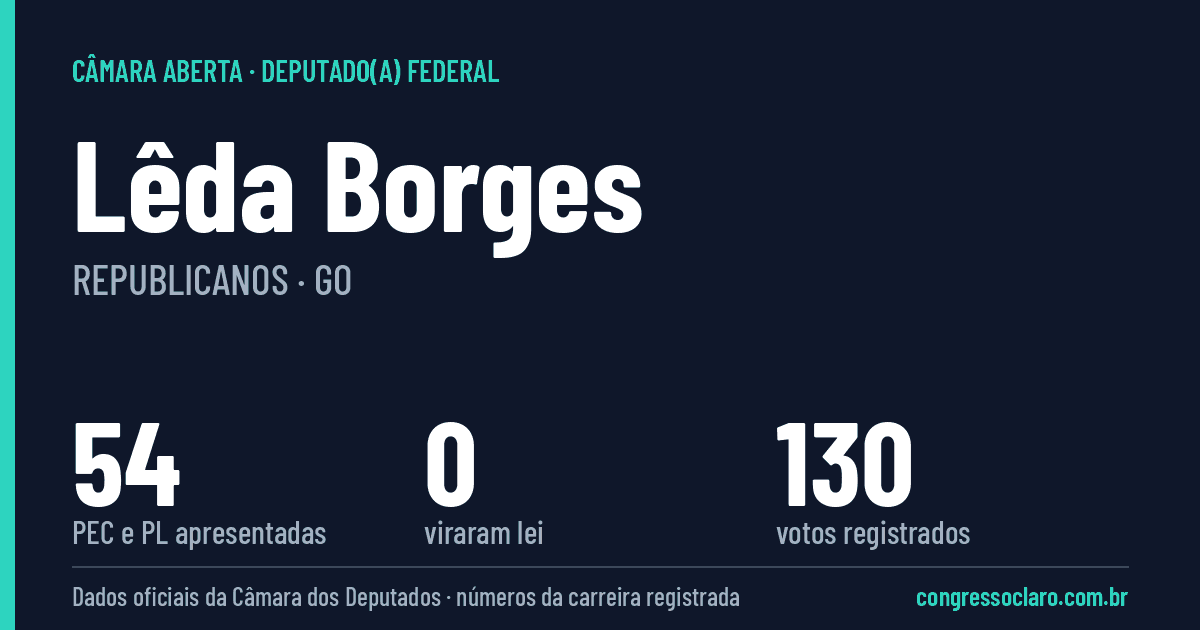 CÂMARA ABERTA · DEPUTADO(A) FEDERAL
Lêda Borges
REPUBLICANOS · GO
54 0 130
PEC e PL apresentadas viraram lei votos registrados
Dados oficiais da Câmara dos Deputados · números da carreira registrada congressoclaro.com.br